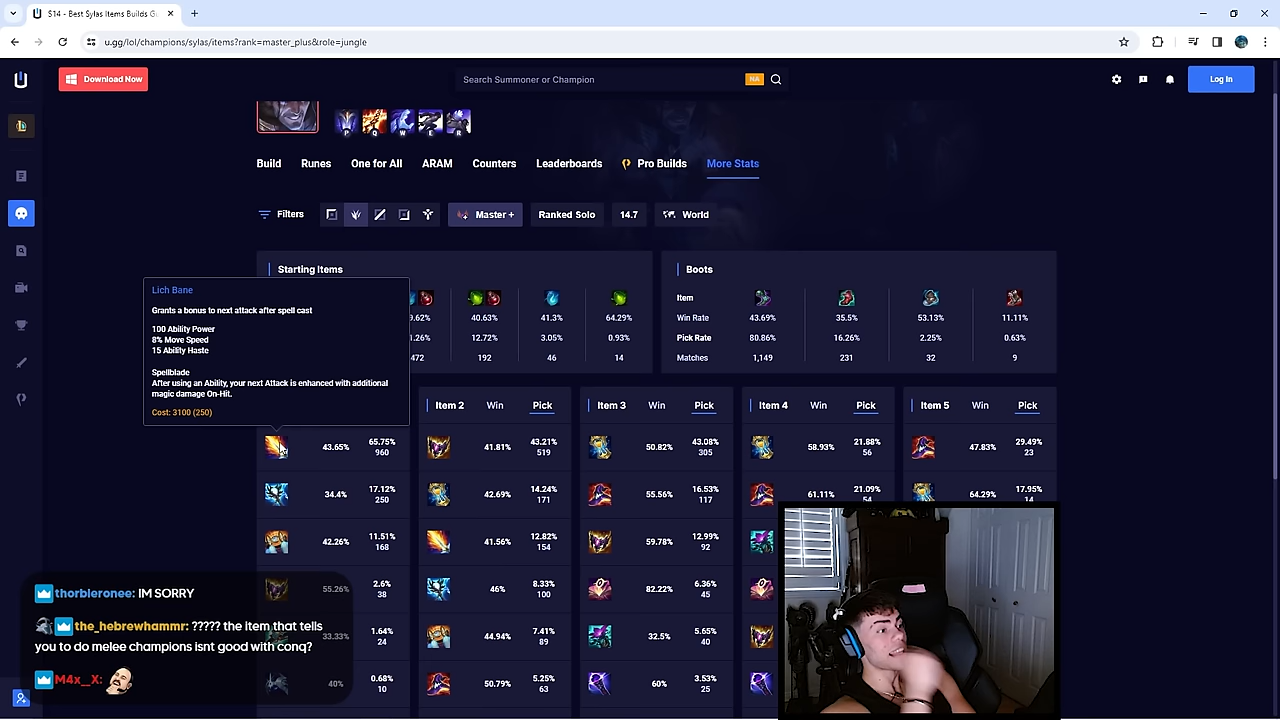 S14 - Best Sylas Items Builds G
u.gg/lol/champions/sylas/items?rank=master_plus&role=jungle
Download Now
Search Summoner or Champion
NA
Log In
P Q W E R
Build Runes One for All ARAM Counters Leaderboards Pro Builds More Stats
Filters Master + Ranked Solo 14.7 World
Starting Items
9.62% 40.63% 41.3% 64.29%
1.26% 12.72% 3.05% 0.93%
472 192 46 14
Boots
Item
Win Rate 43.69% 35.5% 53.13% 11.11%
Pick Rate 80.86% 16.26% 2.25% 0.63%
Matches 1,149 231 32 9
Lich Bane
Grants a bonus to next attack after spell cast
100 Ability Power
8% Move Speed
15 Ability Haste
Spellblade
After using an Ability, your next Attack is enhanced with additional
magic damage On-Hit.
Cost: 3100 (250)
43.65% 65.75%
960
34.4% 17.12%
250
42.26% 11.51%
168
55.26% 2.6%
38
33.33% 1.64%
24
40% 0.68%
10
Item 2 Win Pick
41.81% 43.21%
519
42.69% 14.24%
171
41.56% 12.82%
154
46% 8.33%
100
44.94% 7.41%
89
50.79% 5.25%
63
Item 3 Win Pick
50.82% 43.08%
305
55.56% 16.53%
117
59.78% 12.99%
92
82.22% 6.36%
45
32.5% 5.65%
40
60% 3.53%
25
Item 4 Win Pick
58.93% 21.88%
56
61.11% 21.09%
54
Item 5 Win Pick
47.83% 29.49%
23
64.29% 17.95%
14
thorbleronee: IM SORRY
the_hebrewhammr: ????? the item that tells
you to do melee champions isnt good with conq?
M4x__X: